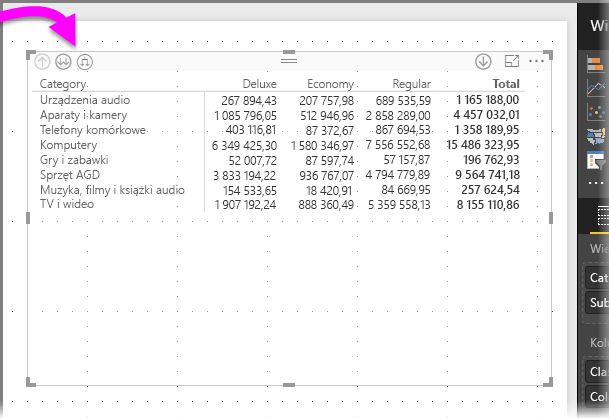 Wi
Category Deluxe Economy Regular Total
Urządzenia audio 267 894,43 207 757,98 689 535,59 1 165 188,00
Aparaty i kamery 1 085 796,05 512 946,96 2 858 289,00 4 457 032,01
Telefony komórkowe 403 116,81 87 372,67 867 694,53 1 358 189,95
Komputery 6 349 425,30 1 580 346,97 7 556 552,68 15 486 323,95
Gry i zabawki 52 007,72 87 597,74 57 157,87 196 762,93
Sprzęt AGD 3 833 194,22 936 767,07 4 794 779,89 9 564 741,18
Muzyka, filmy i książki audio 154 533,65 18 420,91 84 669,95 257 624,54
TV i wideo 1 907 192,24 888 360,49 5 359 558,13 8 155 110,86
Wie
Cat
Sub
Kolu
Clas
Colo